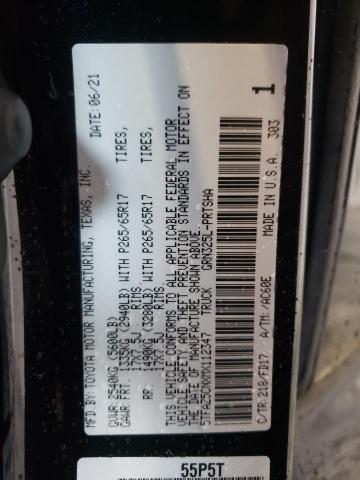 MFD BY: TOYOTA MOTOR MANUFACTURING, TEXAS, INC. DATE: 06/21
GVWR: 2540KG (5600LB)
GAWR: FRT. 1335KG (2940LB) WITH P265/65R17 TIRES,
17X7.5J RIMS
RR. 1490KG (3280LB) WITH P265/65R17 TIRES,
17X7.5J RIMS
THIS VEHICLE CONFORMS TO ALL APPLICABLE FEDERAL MOTOR
VEHICLE SAFETY AND THEFT PREVENTION STANDARDS IN EFFECT ON
THE DATE OF MANUFACTURE SHOWN ABOVE.
TRUCK GRN325L-PRTSHA
C/TR:218/FD17 A/TM:/AC60E MADE IN U.S.A. 303
1
55P5T